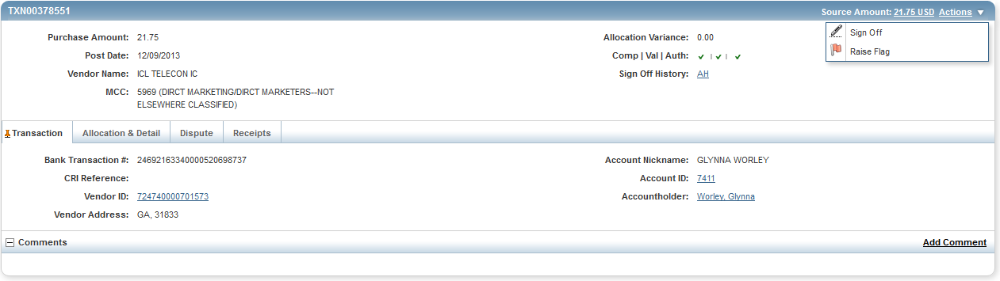 TXN00378551 Source Amount: 21.75 USD Actions
Sign Off
Raise Flag
Purchase Amount: 21.75 Allocation Variance: 0.00
Post Date: 12/09/2013 Comp | Val | Auth: ✓ | ✓ | ✓
Vendor Name: ICL TELECON IC Sign Off History: AH
MCC: 5969 (DIRCT MARKETING/DIRCT MARKETERS--NOT
ELSEWHERE CLASSIFIED)
Transaction Allocation & Detail Dispute Receipts
Bank Transaction #: 24692163340000520698737 Account Nickname: GLYNNA WORLEY
CRI Reference: Account ID: 7411
Vendor ID: 724740000701573 Accountholder: Worley, Glynna
Vendor Address: GA, 31833
Comments Add Comment